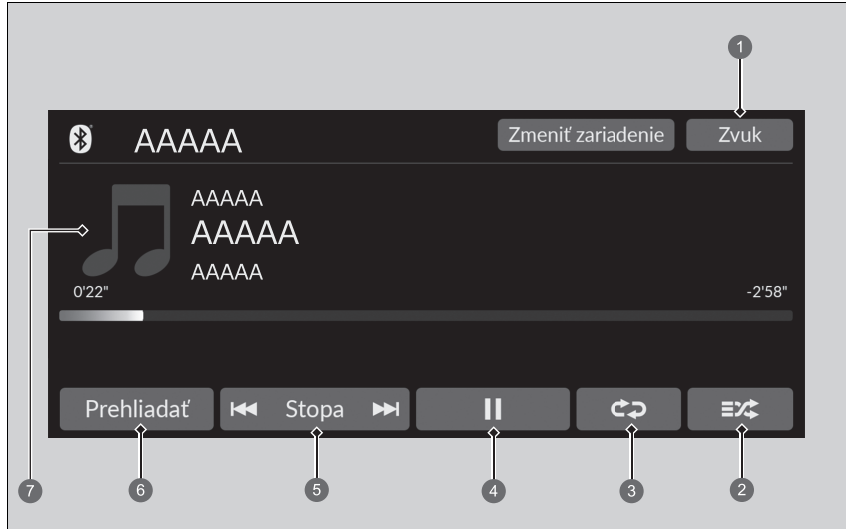 1
AAAAA Zmeniť zariadenie Zvuk
AAAAA
AAAAA
AAAAA
0'22" -2'58"
Prehliadať Stopa
7 6 5 4 3 2